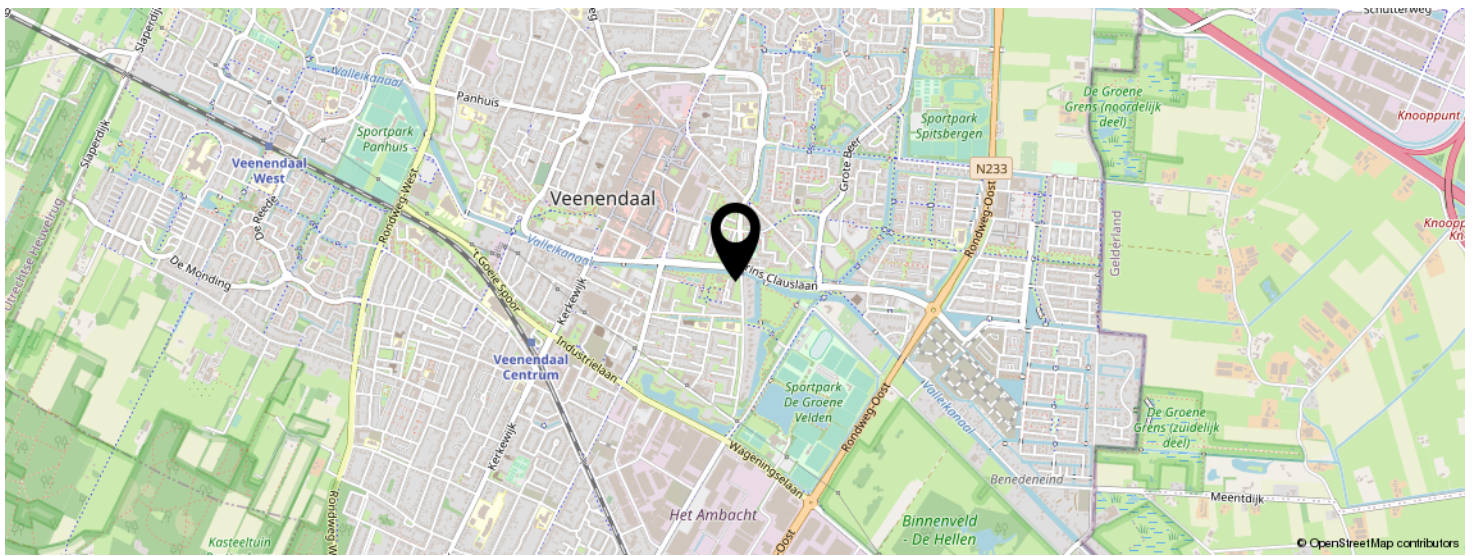 Slaperdijk
Schutterweg
Valleikanaal
Panhuis
Sportpark
Panhuis
Sportpark
Spitsbergen
De Groene
Grens (noordelijk
deel)
Veenendaal
West
Slaperdijk
De Reede
Rondweg-West
Veenendaal
Grote Beer
N233
Rondweg-Oost
Gelderland
Utrechtse Heuvelrug
De Monding
't Goeie Spoor
Valleikanaal
Kerkewijk
Clauslaan
Veenendaal
Centrum
Industrielaan
Sportpark
De Groene
Velden
Rondweg-Oost
Valleikanaal
De Groene
Grens (zuidelijk
deel)
Kerkewijk
Wageningselaan
Benedeneind
Meentdijk
Het Ambacht
Binnenveld
- De Hellen
Kasteeltuin
© OpenStreetMap contributors